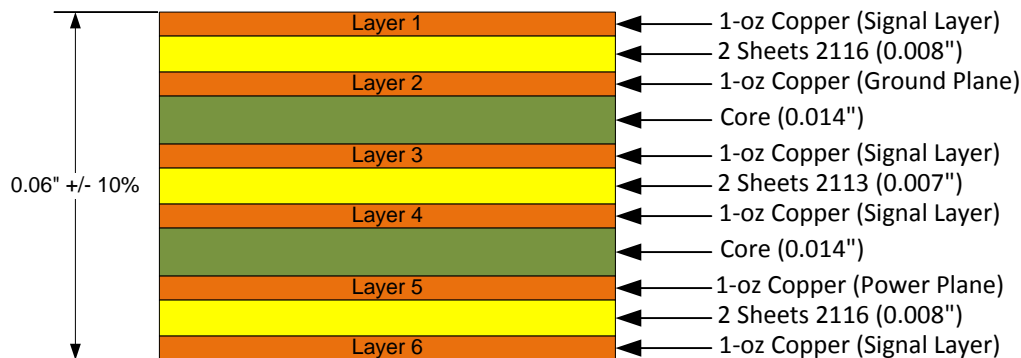 Layer 1
1-oz Copper (Signal Layer)
2 Sheets 2116 (0.008")
Layer 2
1-oz Copper (Ground Plane)
Core (0.014")
Layer 3
1-oz Copper (Signal Layer)
0.06" +/- 10%
2 Sheets 2113 (0.007")
Layer 4
1-oz Copper (Signal Layer)
Core (0.014")
Layer 5
1-oz Copper (Power Plane)
2 Sheets 2116 (0.008")
Layer 6
1-oz Copper (Signal Layer)